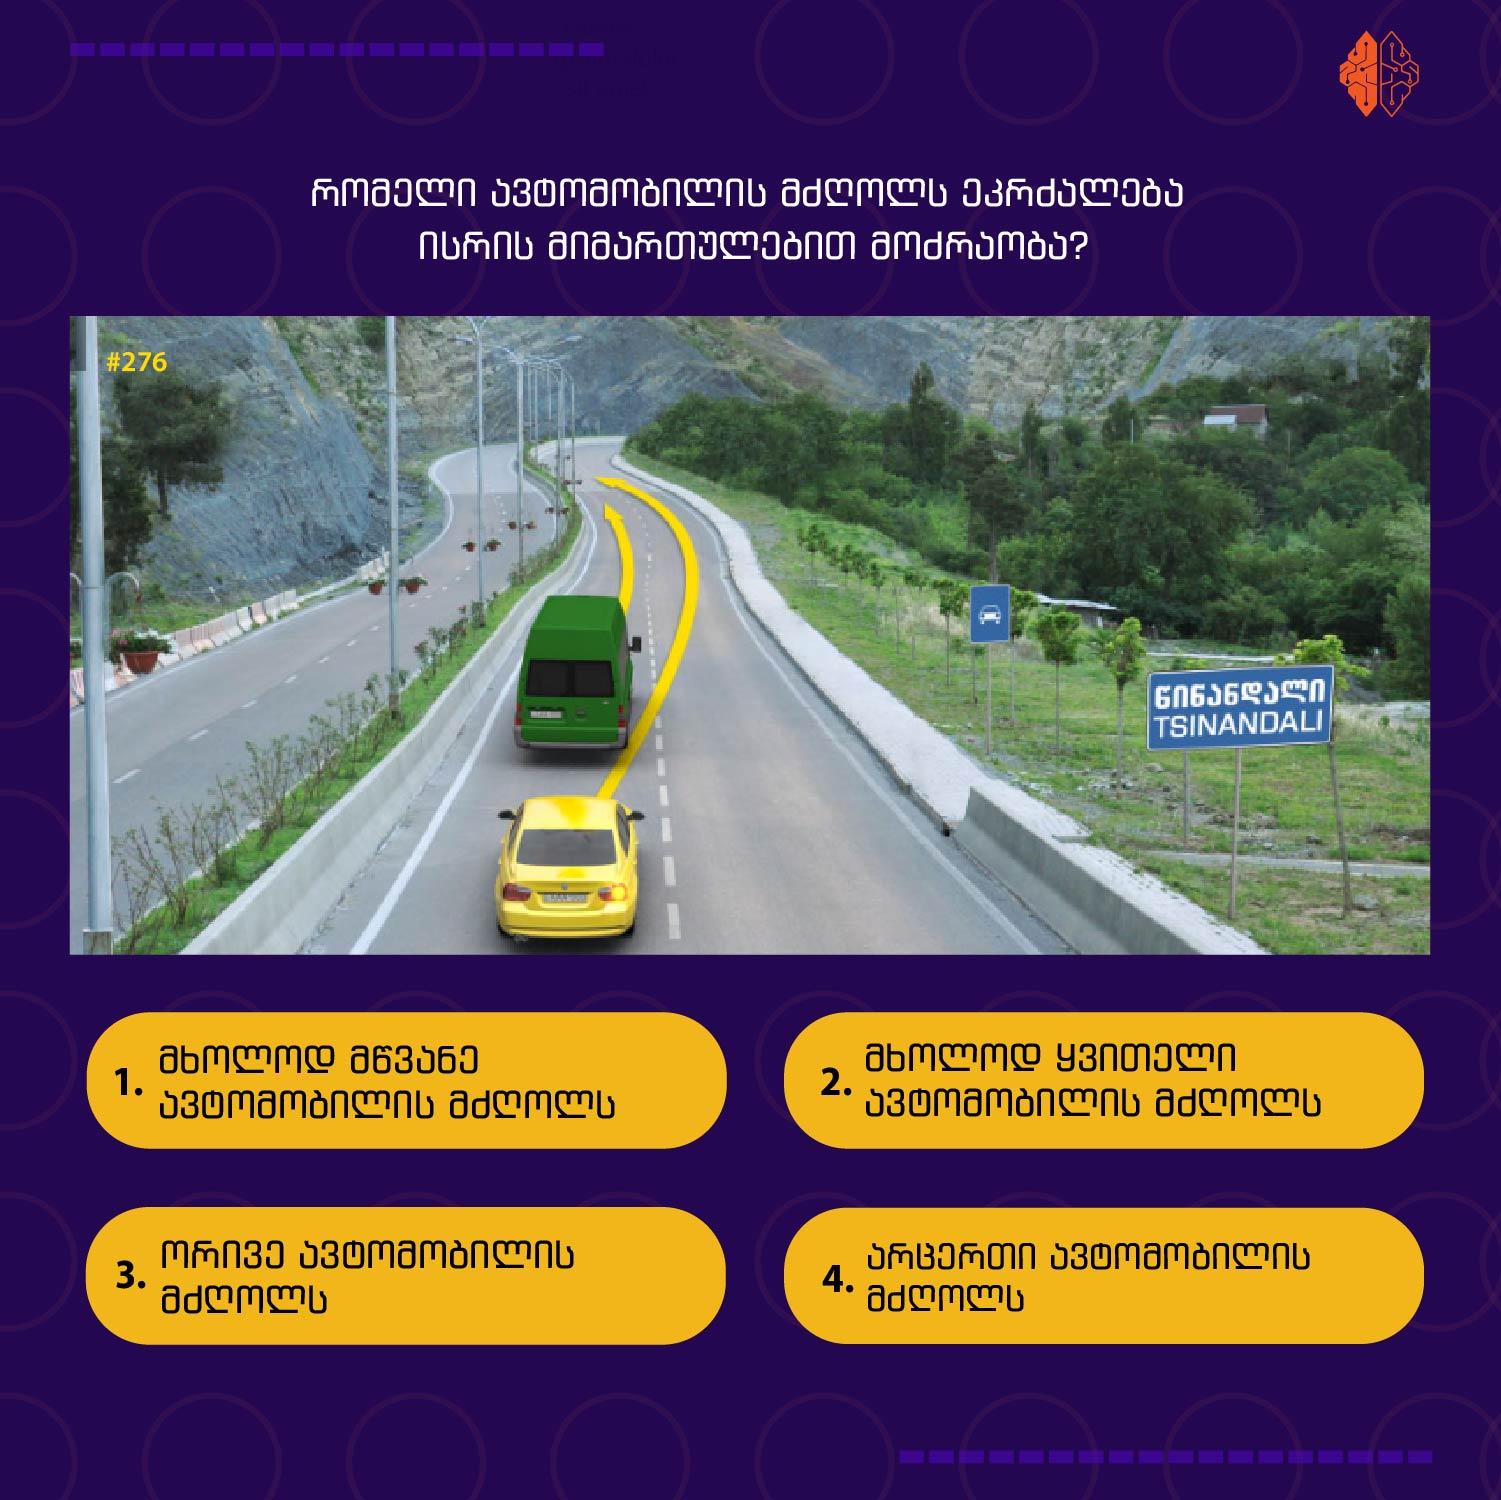 რომელი ავტომობილის მძღოლს ეკრძალება
ისრის მიმართულებით მოძრაობა?
#276
წინანდალი
TSINANDALI
1. მხოლოდ მწვანე
ავტომობილის მძღოლს
2. მხოლოდ ყვითელი
ავტომობილის მძღოლს
3. ორივე ავტომობილის
მძღოლს
4. არცერთი ავტომობილის
მძღოლს